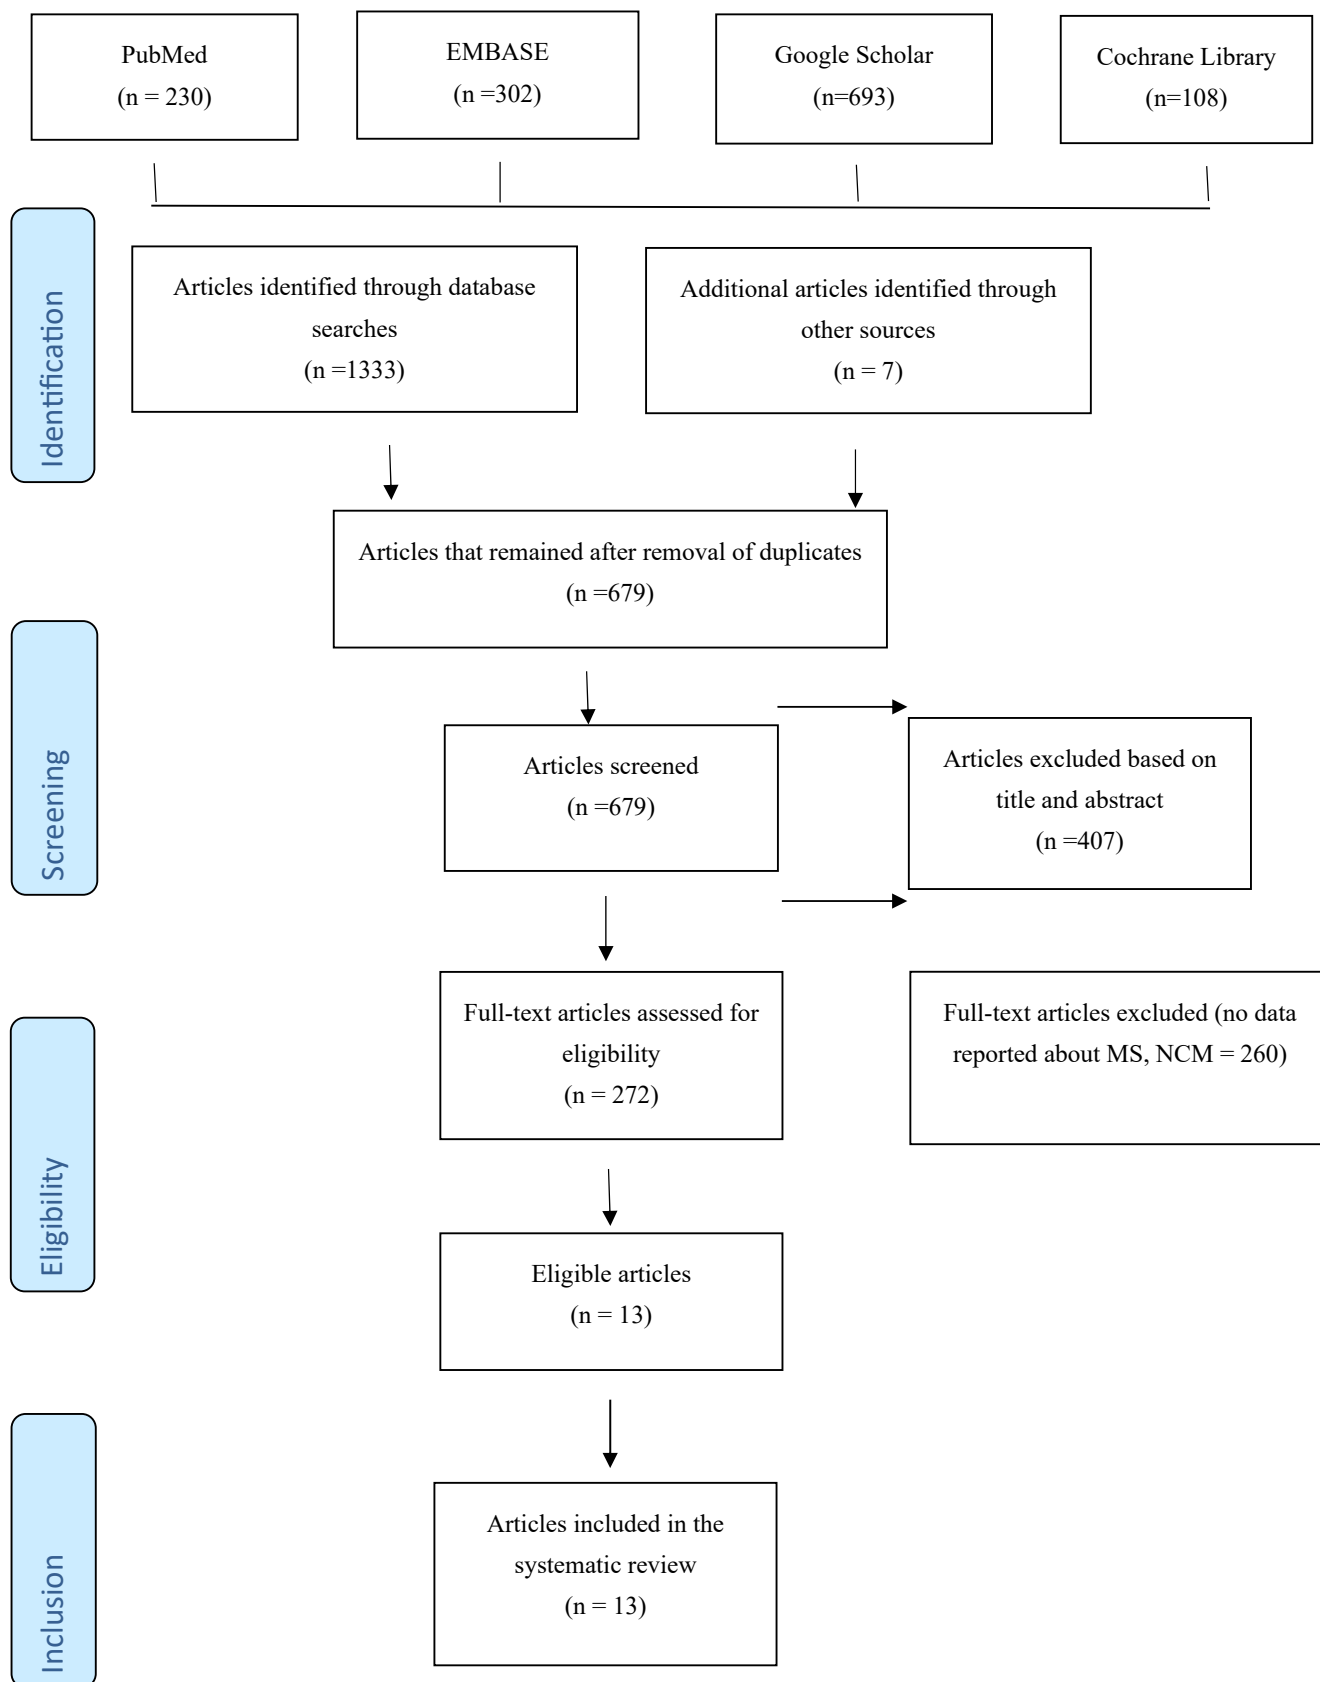 PubMed
(n = 230)
EMBASE
(n =302)
Google Scholar
(n=693)
Cochrane Library
(n=108)
Identification
Articles identified through database
searches
(n =1333)
Additional articles identified through
other sources
(n = 7)
Articles that remained after removal of duplicates
(n =679)
Screening
Articles screened
(n =679)
Articles excluded based on
title and abstract
(n =407)
Eligibility
Full-text articles assessed for
eligibility
(n = 272)
Full-text articles excluded (no data
reported about MS, NCM = 260)
Eligible articles
(n = 13)
Inclusion
Articles included in the
systematic review
(n = 13)